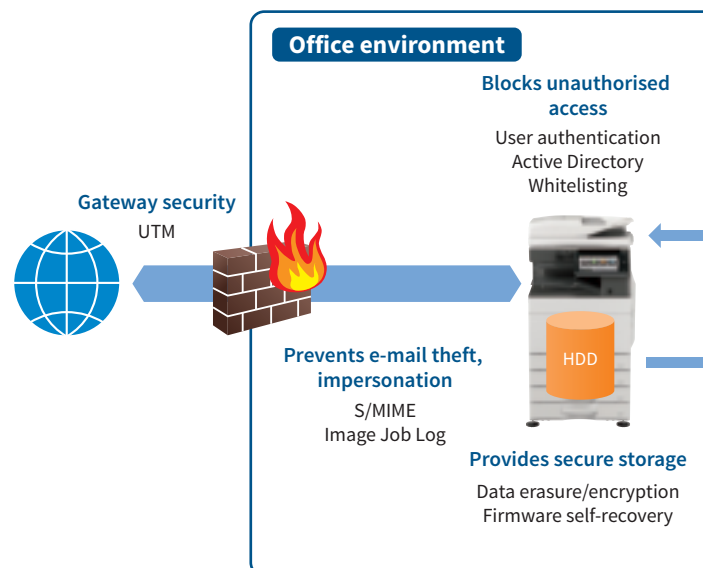 Office environment
Blocks unauthorised
access
User authentication
Active Directory
Whitelisting
Gateway security
UTM
Prevents e-mail theft,
impersonation
S/MIME
Image Job Log
HDD
Provides secure storage
Data erasure/encryption
Firmware self-recovery